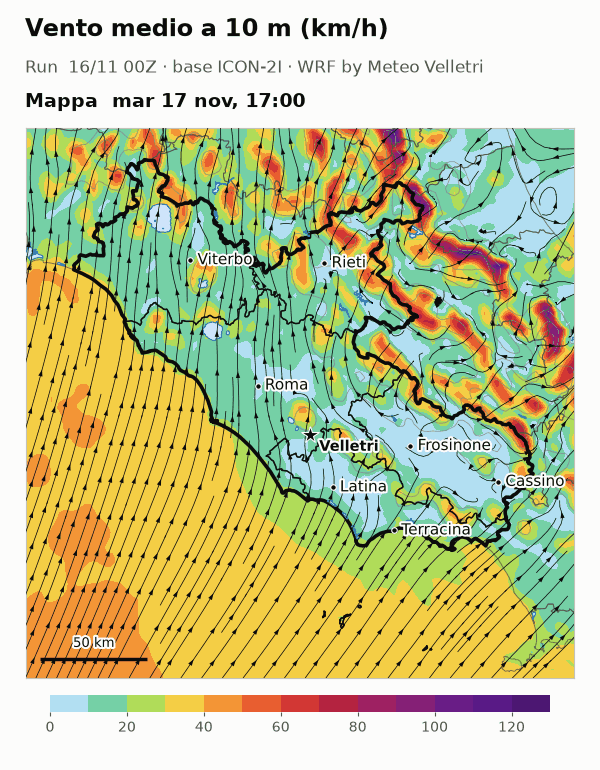 Vento medio a 10 m (km/h)
Run  16/11 00Z · base ICON-2I · WRF by Meteo Velletri
Mappa  mar 17 nov, 17:00
Viterbo
Rieti
Roma
Velletri
Frosinone
Cassino
Latina
Terracina
50 km
0 20 40 60 80 100 120